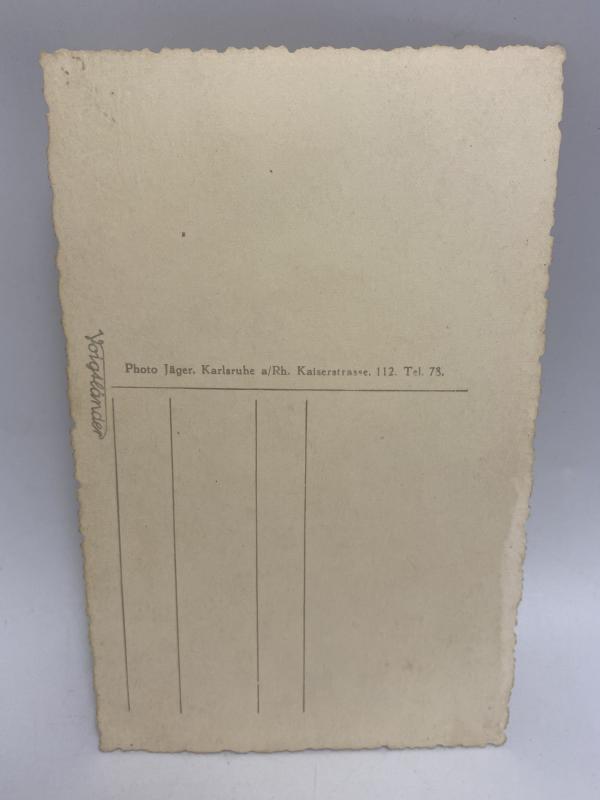 Voigtländer
Photo Jäger. Karlsruhe a/Rh. Kaiserstrasse. 112. Tel. 78.